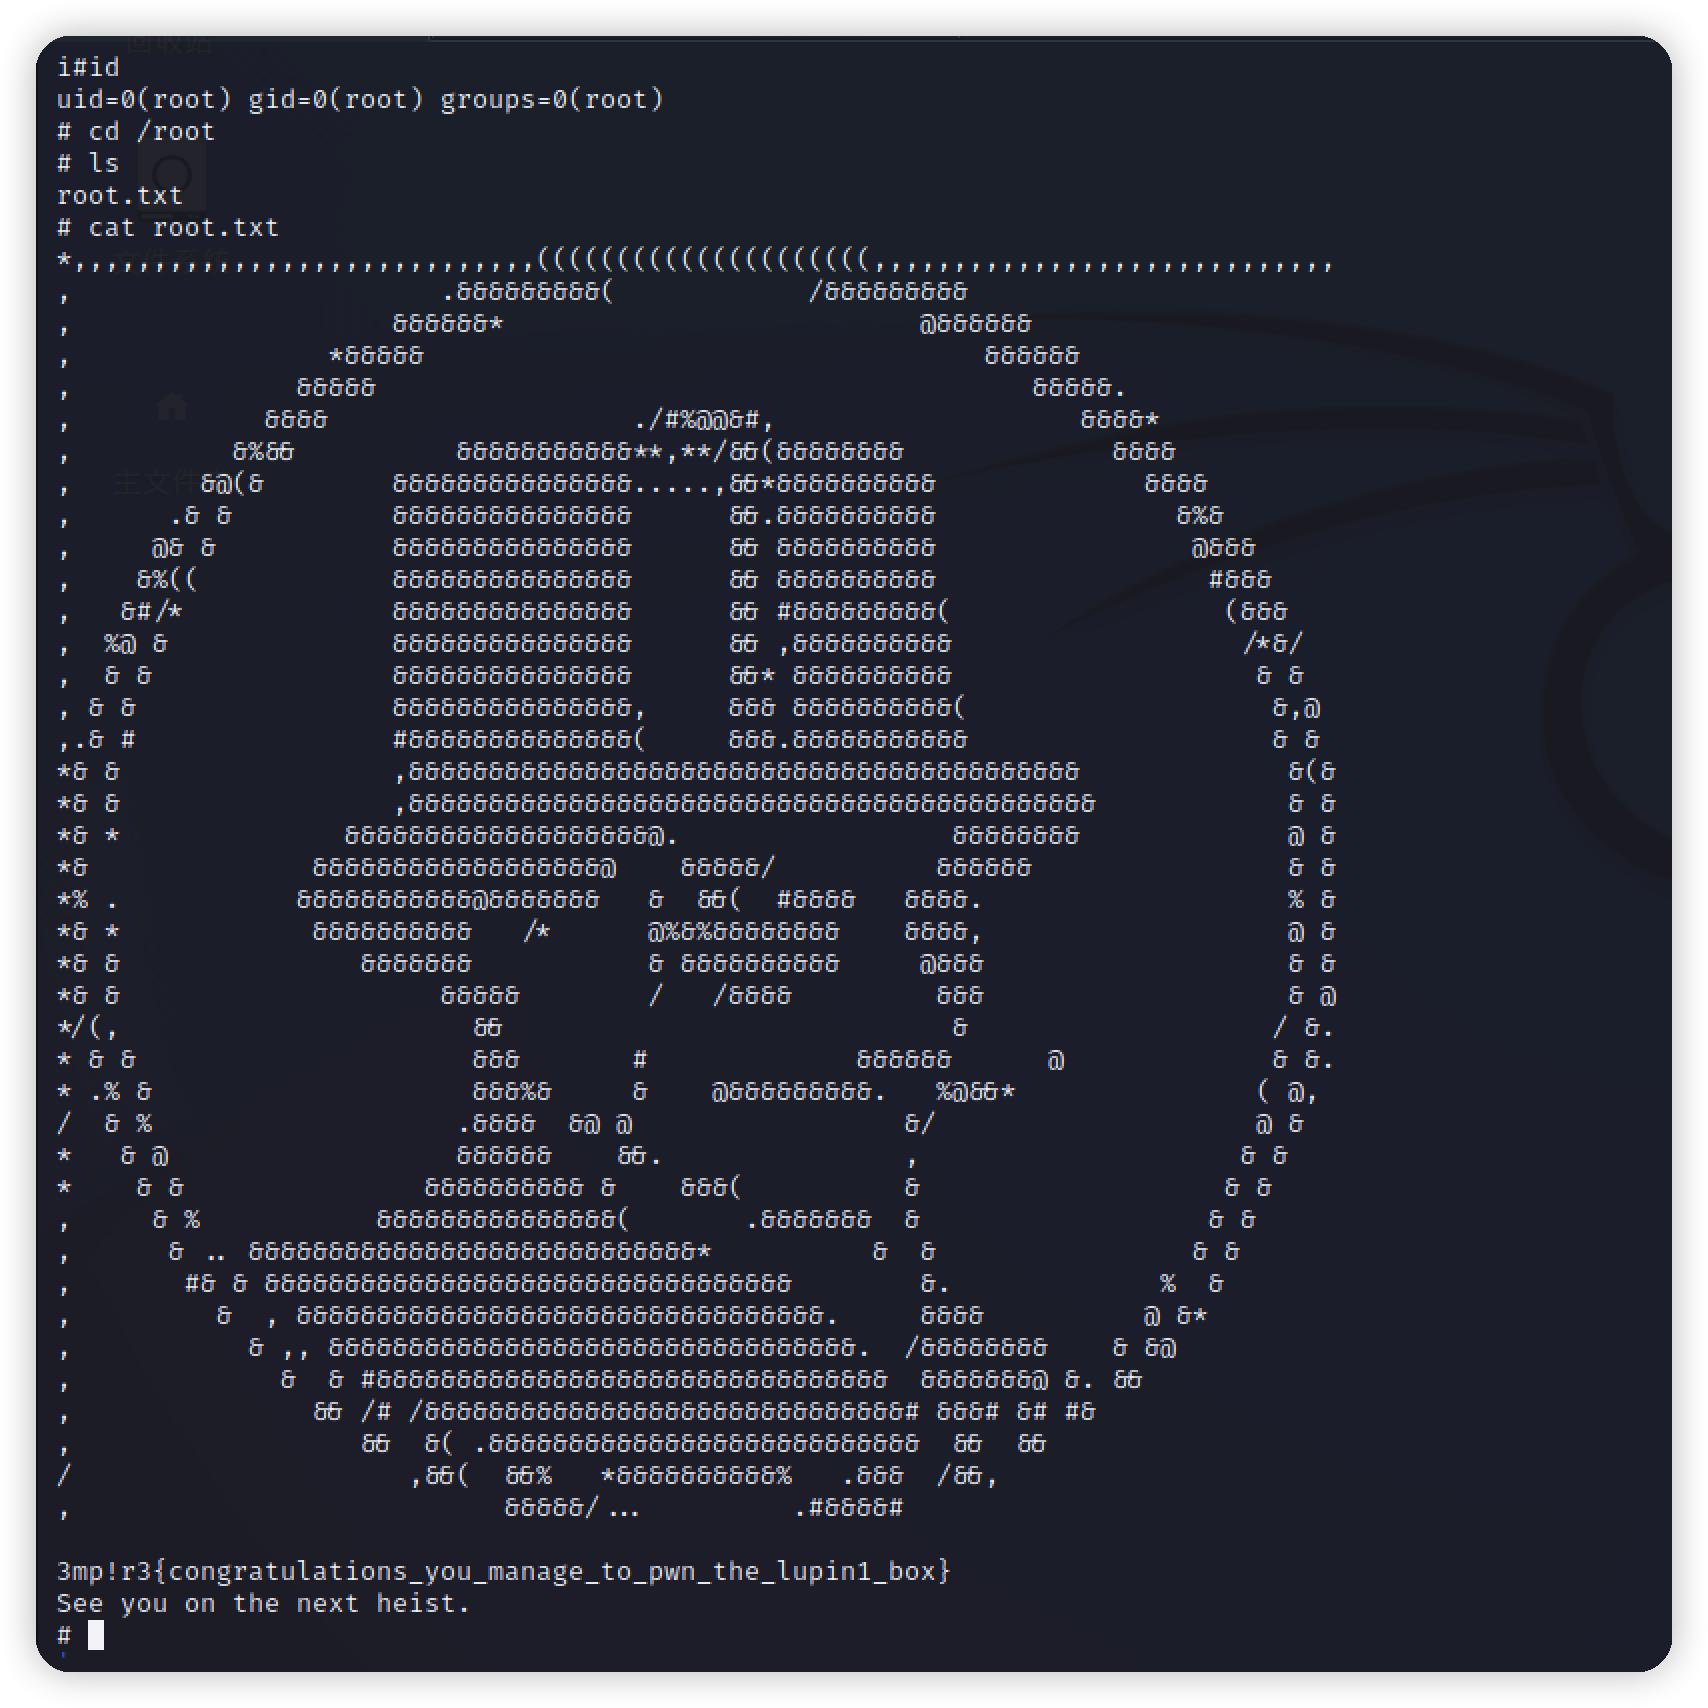 i#id
uid=0(root) gid=0(root) groups=0(root)
# cd /root
# ls
root.txt
# cat root.txt
3mp!r3{congratulations_you_manage_to_pwn_the_lupin1_box}
See you on the next heist.
#